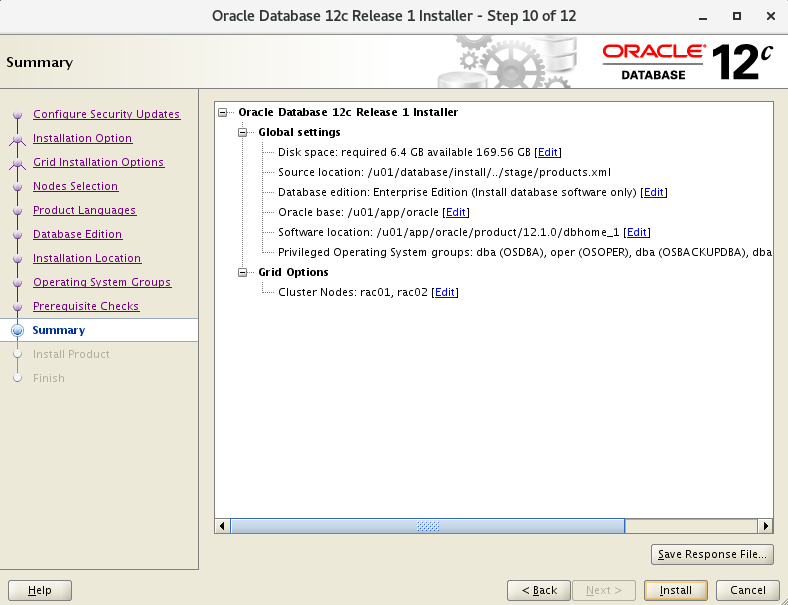 Oracle Database 12c Release 1 Installer - Step 10 of 12
Summary
ORACLE
DATABASE
12c
Configure Security Updates
Installation Option
Grid Installation Options
Nodes Selection
Product Languages
Database Edition
Installation Location
Operating System Groups
Prerequisite Checks
Summary
Install Product
Finish
Oracle Database 12c Release 1 Installer
Global settings
Disk space: required 6.4 GB available 169.56 GB [Edit]
Source location: /u01/database/install/../stage/products.xml
Database edition: Enterprise Edition (Install database software only) [Edit]
Oracle base: /u01/app/oracle [Edit]
Software location: /u01/app/oracle/product/12.1.0/dbhome_1 [Edit]
Privileged Operating System groups: dba (OSDBA), oper (OSOPER), dba (OSBACKUPDBA), dba
Grid Options
Cluster Nodes: rac01, rac02 [Edit]
Save Response File...
Help
< Back
Next >
Install
Cancel